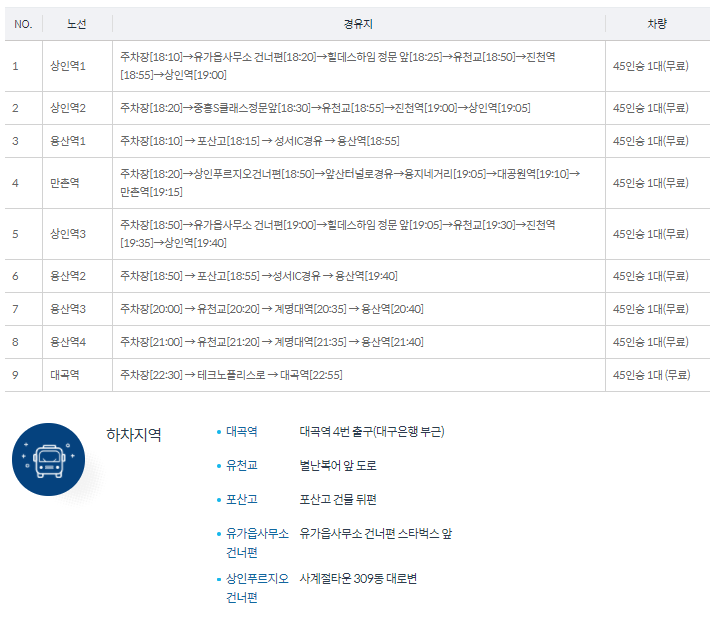 NO. 노선 경유지 차량
1 상인역1 주차장[18:10]→유가읍사무소 건너편[18:20]→힐데스하임 정문 앞[18:25]→유천교[18:50]→진천역
[18:55]→상인역[19:00] 45인승 1대(무료)
2 상인역2 주차장[18:20]→중흥S클래스정문앞[18:30]→유천교[18:55]→진천역[19:00]→상인역[19:05] 45인승 1대(무료)
3 용산역1 주차장[18:10] → 포산고[18:15] → 성서IC경유 → 용산역[18:55] 45인승 1대(무료)
4 만촌역 주차장[18:20]→상인푸르지오건너편[18:50]→앞산터널로경유→용지네거리[19:05]→대공원역[19:10]→
만촌역[19:15] 45인승 1대(무료)
5 상인역3 주차장[18:50]→유가읍사무소 건너편[19:00]→힐데스하임 정문 앞[19:05]→유천교[19:30]→진천역
[19:35]→상인역[19:40] 45인승 1대(무료)
6 용산역2 주차장[18:50] → 포산고[18:55] →성서IC경유 → 용산역[19:40] 45인승 1대(무료)
7 용산역3 주차장[20:00] → 유천교[20:20] → 계명대역[20:35] → 용산역[20:40] 45인승 1대(무료)
8 용산역4 주차장[21:00] → 유천교[21:20] → 계명대역[21:35] → 용산역[21:40] 45인승 1대(무료)
9 대곡역 주차장[22:30] → 테크노폴리스로 → 대곡역[22:55] 45인승 1대 (무료)
하차지역
• 대곡역 대곡역 4번 출구(대구은행 부근)
• 유천교 별난복어 앞 도로
• 포산고 포산고 건물 뒤편
• 유가읍사무소 유가읍사무소 건너편 스타벅스 앞
건너편
• 상인푸르지오 사계절타운 309동 대로변
건너편